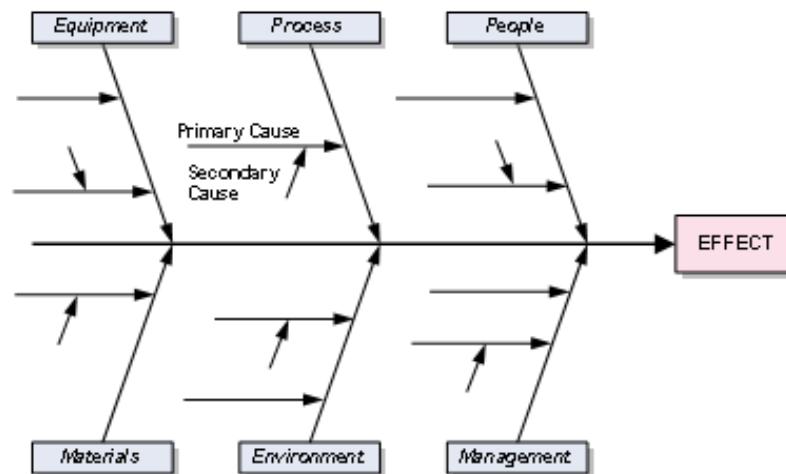 Equipment
Process
People
Primary Cause
Secondary
Cause
EFFECT
Materials
Environment
Management